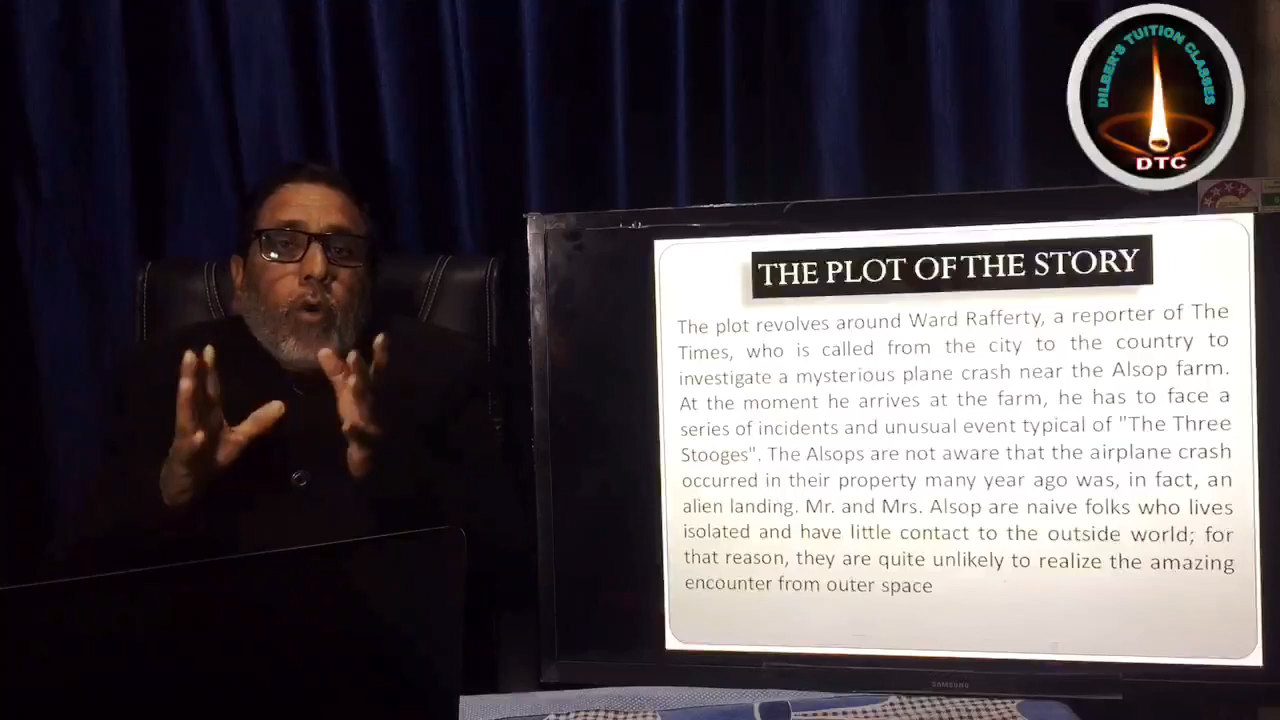 DILBER'S TUITION CLASSES
DTC
THE PLOT OF THE STORY
The plot revolves around Ward Rafferty, a reporter of The
Times, who is called from the city to the country to
investigate a mysterious plane crash near the Alsop farm.
At the moment he arrives at the farm, he has to face a
series of incidents and unusual event typical of "The Three
Stooges". The Alsops are not aware that the airplane crash
occurred in their property many year ago was, in fact, an
alien landing. Mr. and Mrs. Alsop are naive folks who lives
isolated and have little contact to the outside world; for
that reason, they are quite unlikely to realize the amazing
encounter from outer space
SAMSUNG